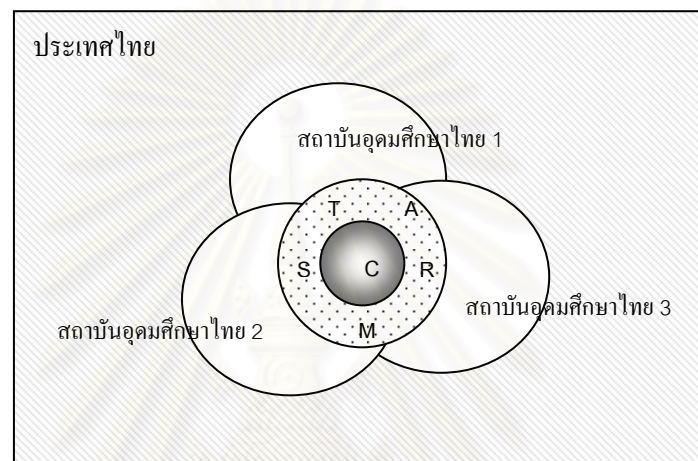 ประเทศไทย
สถาบันอุดมศึกษาไทย 1
T A
S C R
สถาบันอุดมศึกษาไทย 3
สถาบันอุดมศึกษาไทย 2
M